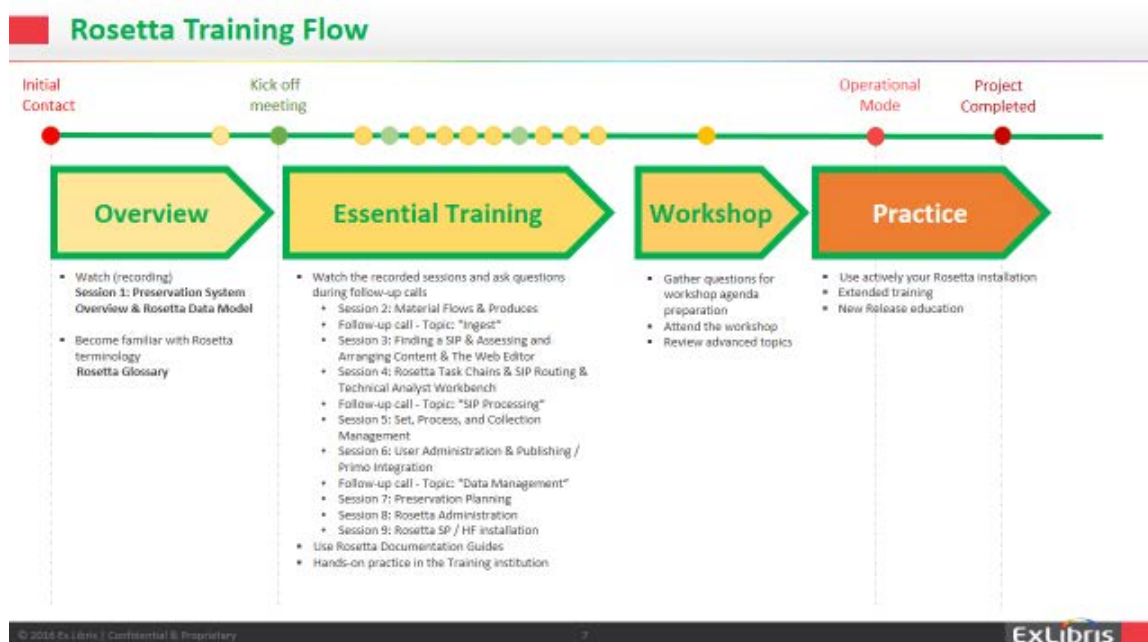 Rosetta Training Flow
Initial
Contact
Kick off
meeting
Operational
Mode
Project
Completed
Overview
Essential Training
Workshop
Practice
▪ Watch (recording)
Session 1: Preservation System
Overview & Rosetta Data Model
▪ Become familiar with Rosetta
terminology
Rosetta Glossary
▪ Watch the recorded sessions and ask questions
during follow-up calls
• Session 2: Material Flows & Produces
• Follow-up call - Topic: "Ingest"
• Session 3: Finding a SIP & Assessing and
Arranging Content & The Web Editor
• Session 4: Rosetta Task Chains & SIP Routing &
Technical Analyst Workbench
• Follow-up call - Topic: "SIP Processing"
• Session 5: Set, Process, and Collection
Management
• Session 6: User Administration & Publishing /
Primo Integration
• Follow-up call - Topic: "Data Management"
• Session 7: Preservation Planning
• Session 8: Rosetta Administration
• Session 9: Rosetta SP / HF installation
▪ Use Rosetta Documentation Guides
▪ Hands-on practice in the Training institution
▪ Gather questions for
workshop agenda
preparation
▪ Attend the workshop
▪ Review advanced topics
▪ Use actively your Rosetta installation
▪ Extended training
▪ New Release education
© 2016 Ex Libris | Confidential & Proprietary
7
ExLibris